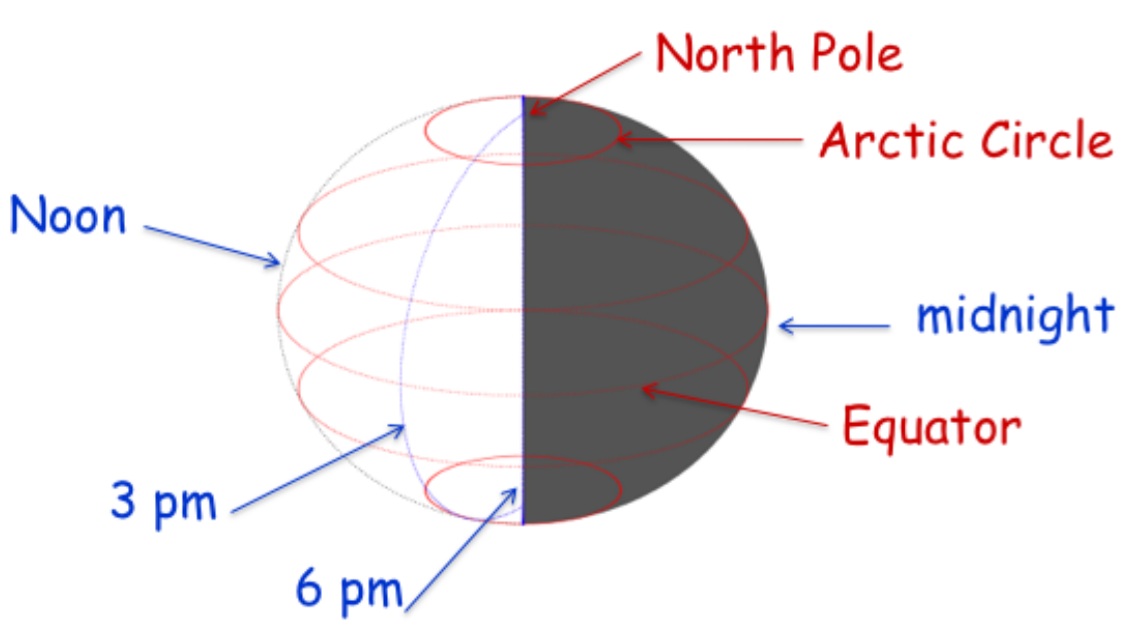 North Pole
Arctic Circle
Noon
midnight
Equator
3 pm
6 pm